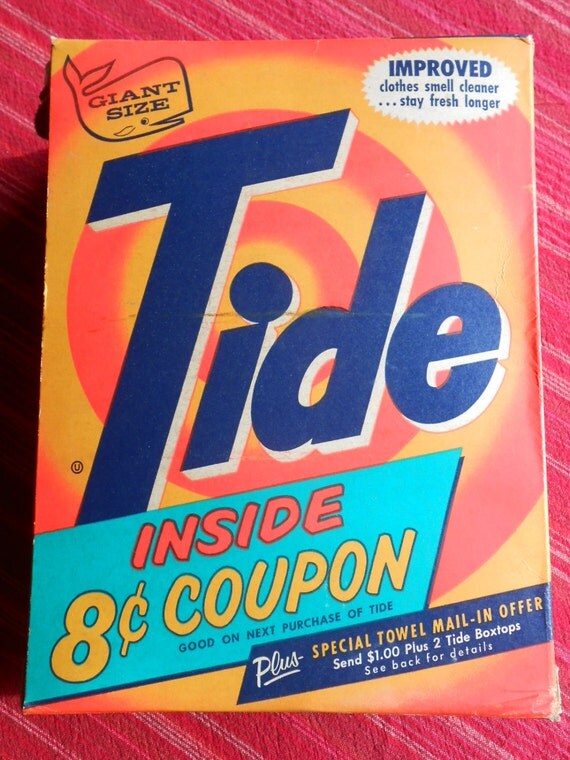 GIANT
SIZE
IMPROVED
clothes smell cleaner
...stay fresh longer
Tide
U
INSIDE
8¢ COUPON
GOOD ON NEXT PURCHASE OF TIDE
Plus SPECIAL TOWEL MAIL-IN OFFER
Send $1.00 Plus 2 Tide Boxtops
See back for details